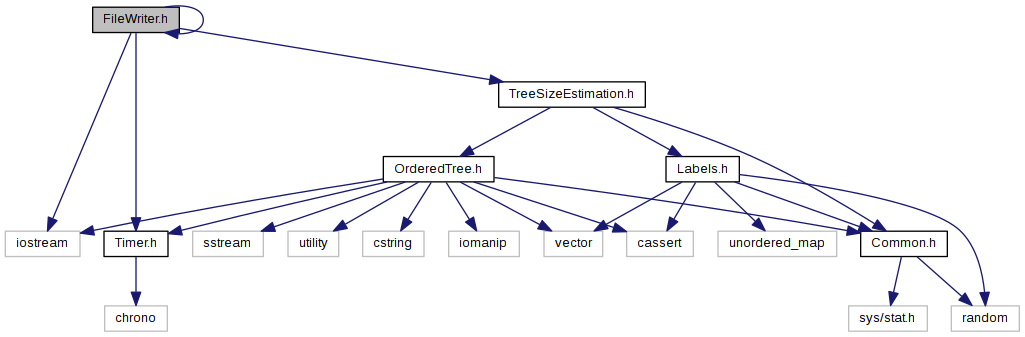 FileWriter.h
TreeSizeEstimation.h
OrderedTree.h
Labels.h
iostream
Timer.h
sstream
utility
cstring
iomanip
vector
cassert
unordered_map
Common.h
chrono
sys/stat.h
random